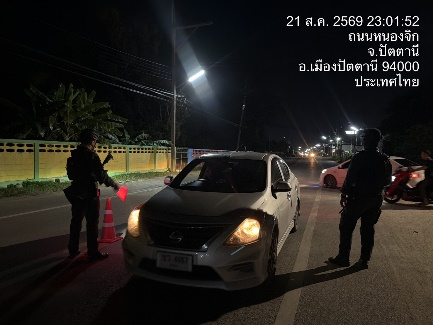 21 ส.ค. 2569 23:01:52
ถนนหนองจิก
จ.ปัตตานี
อ.เมืองปัตตานี 94000
ประเทศไทย